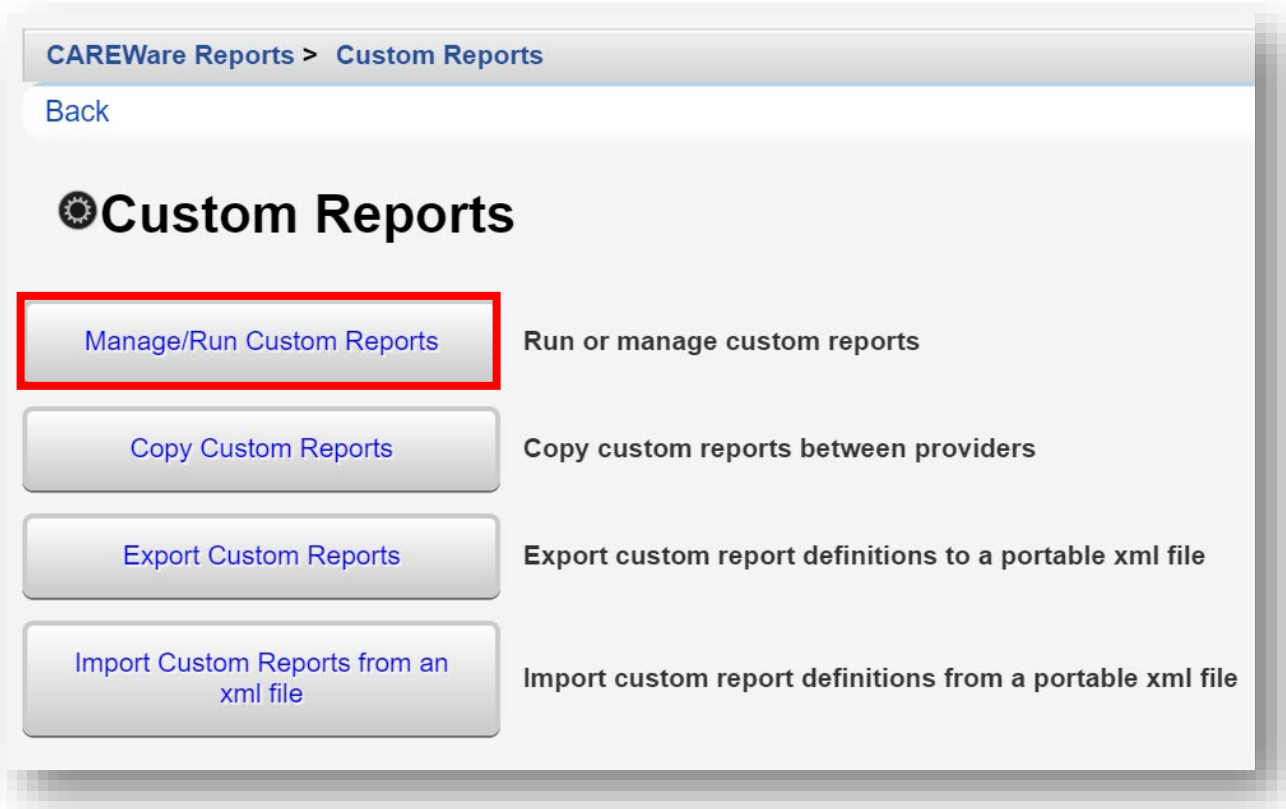 CAREWare Reports > Custom Reports
Back
Custom Reports
Manage/Run Custom Reports
Run or manage custom reports
Copy Custom Reports
Copy custom reports between providers
Export Custom Reports
Export custom report definitions to a portable xml file
Import Custom Reports from an
xml file
Import custom report definitions from a portable xml file